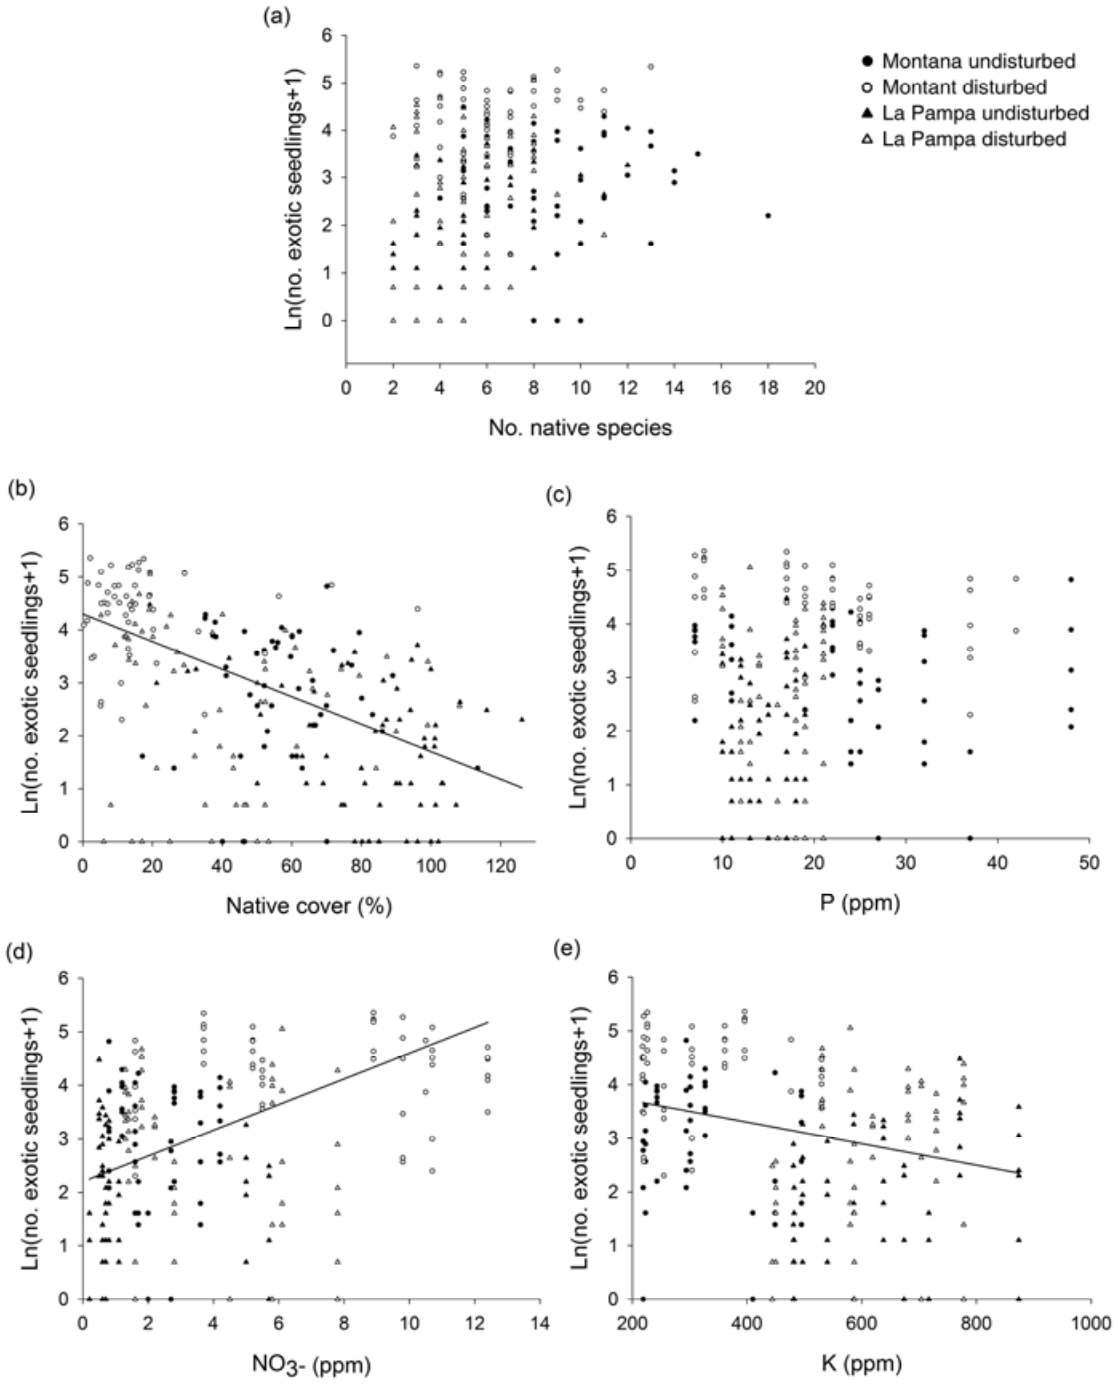 (a)
Ln(no. exotic seedlings+1)
6
5
4
3
2
1
0
0 2 4 6 8 10 12 14 16 18 20
No. native species
Montana undisturbed
Montant disturbed
La Pampa undisturbed
La Pampa disturbed
(b)
Ln(no. exotic seedlings+1)
6
5
4
3
2
1
0
0 20 40 60 80 100 120
Native cover (%)
(c)
Ln(no. exotic seedlings+1)
6
5
4
3
2
1
0
0 10 20 30 40 50
P (ppm)
(d)
Ln(no. exotic seedlings+1)
6
5
4
3
2
1
0
0 2 4 6 8 10 12 14
NO3- (ppm)
(e)
Ln(no. exotic seedlings+1)
6
5
4
3
2
1
0
200 400 600 800 1000
K (ppm)